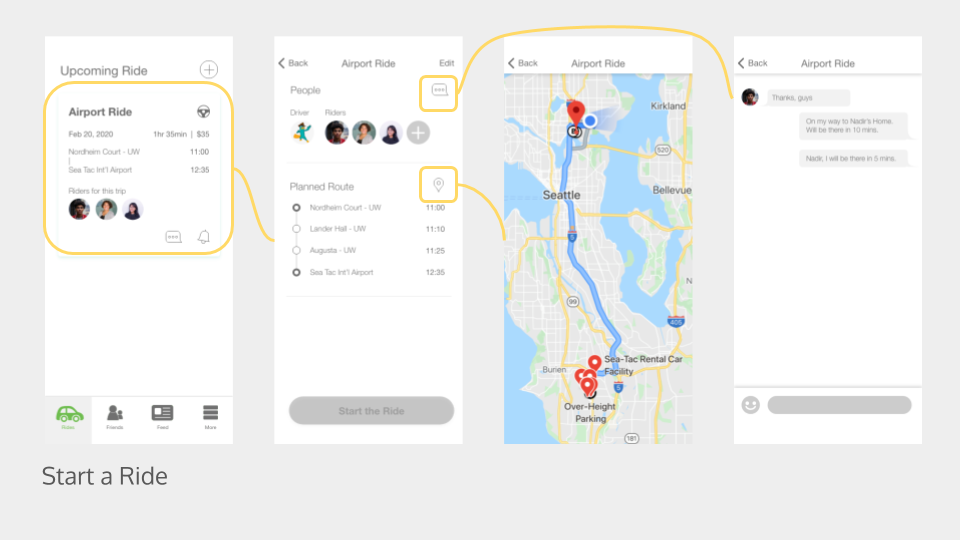 Upcoming Ride
Airport Ride
Feb 20, 2020 1hr 35min | $35
Nordheim Court - UW 11:00
|
Sea Tac Int'l Airport 12:35
Riders for this trip
Rides Friends Feed More
Back Airport Ride Edit
People
Driver Riders
Planned Route
Nordheim Court - UW 11:00
Lander Hall - UW 11:10
Augusta - UW 11:25
Sea Tac Int'l Airport 12:35
Start the Ride
Back Airport Ride
Kirkland
520
Seattle
Bellevue
5
99
N
405
Burien
Sea-Tac Rental Car
Facility
5
Over-Height
Parking
181
Back Airport Ride
Thanks, guys
On my way to Nadir's Home.
Will be there in 10 mins.
Nadir, I will be there in 5 mins.
Start a Ride